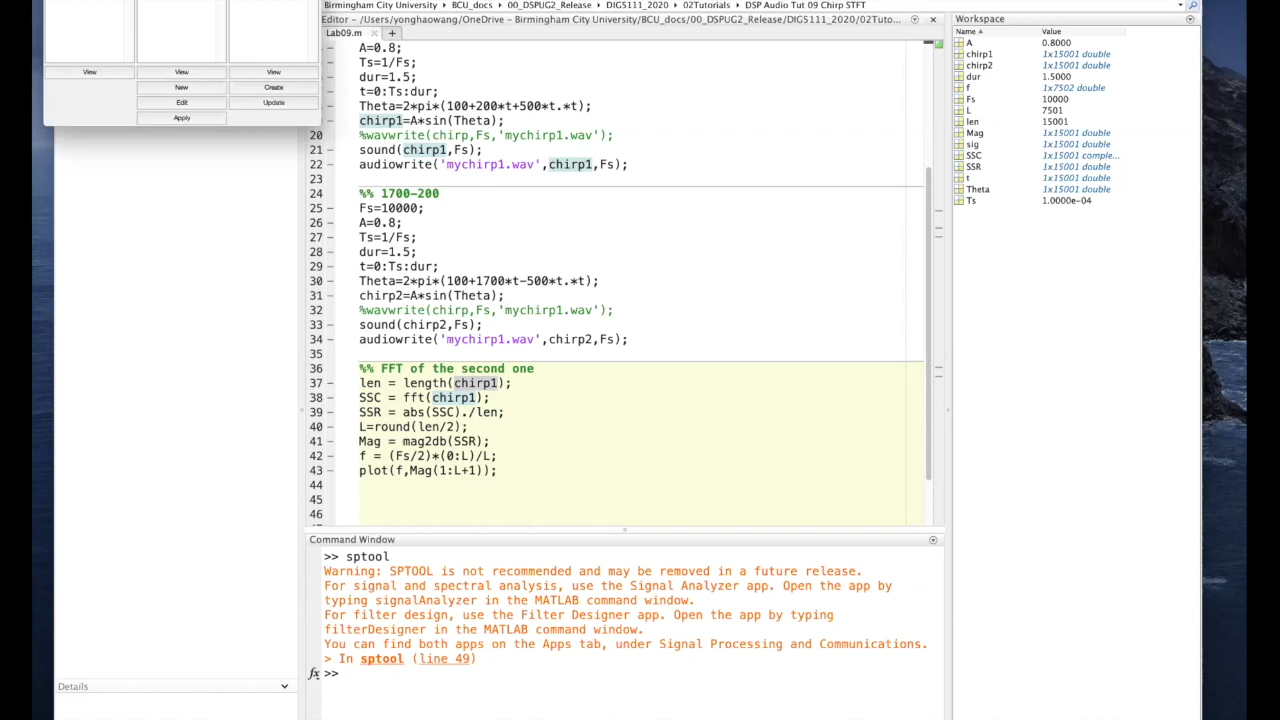 Birmingham City University ▸ BCU_docs ▸ 00_DSPUG2_Release ▸ DIG5111_2020 ▸ 02Tutorials ▸ DSP Audio Tut 09 Chirp STFT
Editor - /Users/yonghaowang/OneDrive - Birmingham City University/BCU_docs/00_DSPUG2_Release/DIG5111_2020/02Tuto...
Lab09.m × +
View View View
New Create
Edit Update
Apply
A=0.8;
Ts=1/Fs;
dur=1.5;
t=0:Ts:dur;
Theta=2*pi*(100+200*t+500*t.*t);
chirp1=A*sin(Theta);
20 %wavwrite(chirp,Fs,'mychirp1.wav');
21 – sound(chirp1,Fs);
22 – audiowrite('mychirp1.wav',chirp1,Fs);
23
24 %% 1700-200
25 – Fs=10000;
26 – A=0.8;
27 – Ts=1/Fs;
28 – dur=1.5;
29 – t=0:Ts:dur;
30 – Theta=2*pi*(100+1700*t-500*t.*t);
31 – chirp2=A*sin(Theta);
32 %wavwrite(chirp,Fs,'mychirp1.wav');
33 – sound(chirp2,Fs);
34 – audiowrite('mychirp1.wav',chirp2,Fs);
35
36 %% FFT of the second one
37 – len = length(chirp1);
38 – SSC = fft(chirp1);
39 – SSR = abs(SSC)./len;
40 – L=round(len/2);
41 – Mag = mag2db(SSR);
42 – f = (Fs/2)*(0:L)/L;
43 – plot(f,Mag(1:L+1));
44
45
46
Command Window
>> sptool
Warning: SPTOOL is not recommended and may be removed in a future release.
For signal and spectral analysis, use the Signal Analyzer app. Open the app by
typing signalAnalyzer in the MATLAB command window.
For filter design, use the Filter Designer app. Open the app by typing
filterDesigner in the MATLAB command window.
You can find both apps on the Apps tab, under Signal Processing and Communications.
> In sptool (line 49)
fx >>
Details
Workspace
Name Value
A 0.8000
chirp1 1x15001 double
chirp2 1x15001 double
dur 1.5000
f 1x7502 double
Fs 10000
L 7501
len 15001
Mag 1x15001 double
sig 1x15001 double
SSC 1x15001 comple...
SSR 1x15001 double
t 1x15001 double
Theta 1x15001 double
Ts 1.0000e-04